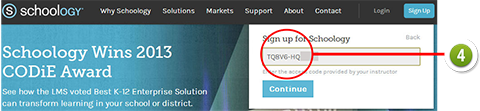 S schoology®
Why Schoology Solutions Markets Support About Contact Login Sign Up
Sign up for Schoology Back
Schoology Wins 2013
CODiE Award
TQ8V6-HQ
4
See how the LMS voted Best K-12 Enterprise Solution
can transform learning in your school or district.
Enter the access code provided by your instructor
Continue